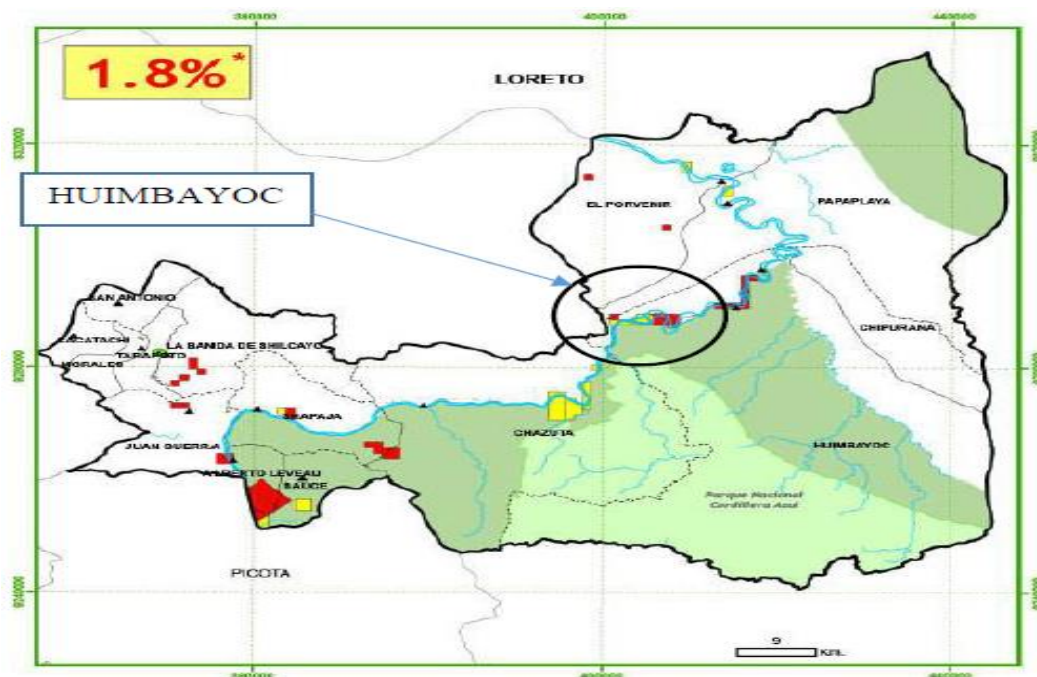 1.8%*
LORETO
HUIMBAYOC
EL PORVENIR
PAPAPLAYA
SAN ANTONIO
CACATACHI
MORALES
TARAPOTO
LA BANDA DE SHILCAYO
CHIPURANA
SHAPAJA
CHAZUTA
JUAN GUERRA
HUIMBAYOC
ALBERTO LEVEAU
SAUCE
Parque Nacional
Cordillera Azul
PICOTA
9
Km.
400000